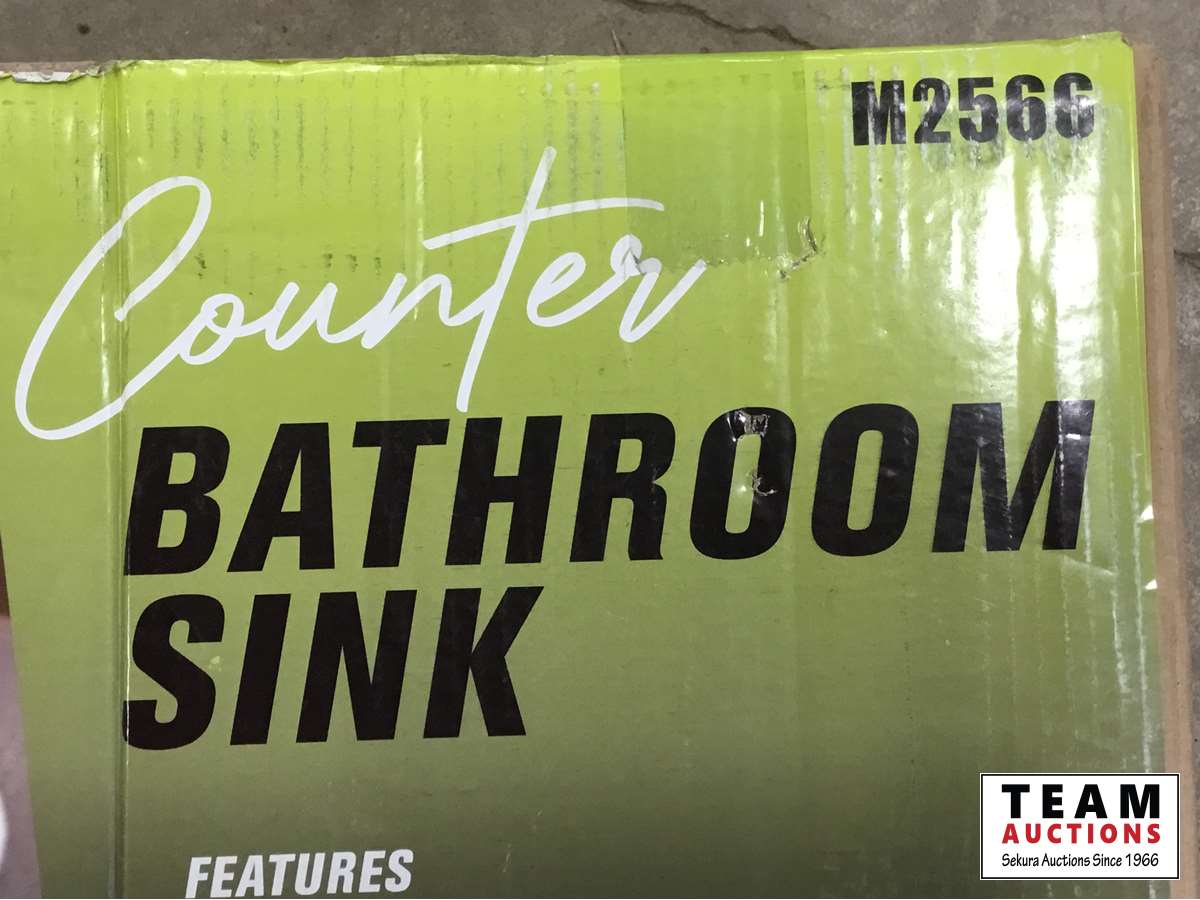 M2566
Counter
BATHROOM
SINK
FEATURES
TEAM
AUCTIONS
Sekura Auctions Since 1966